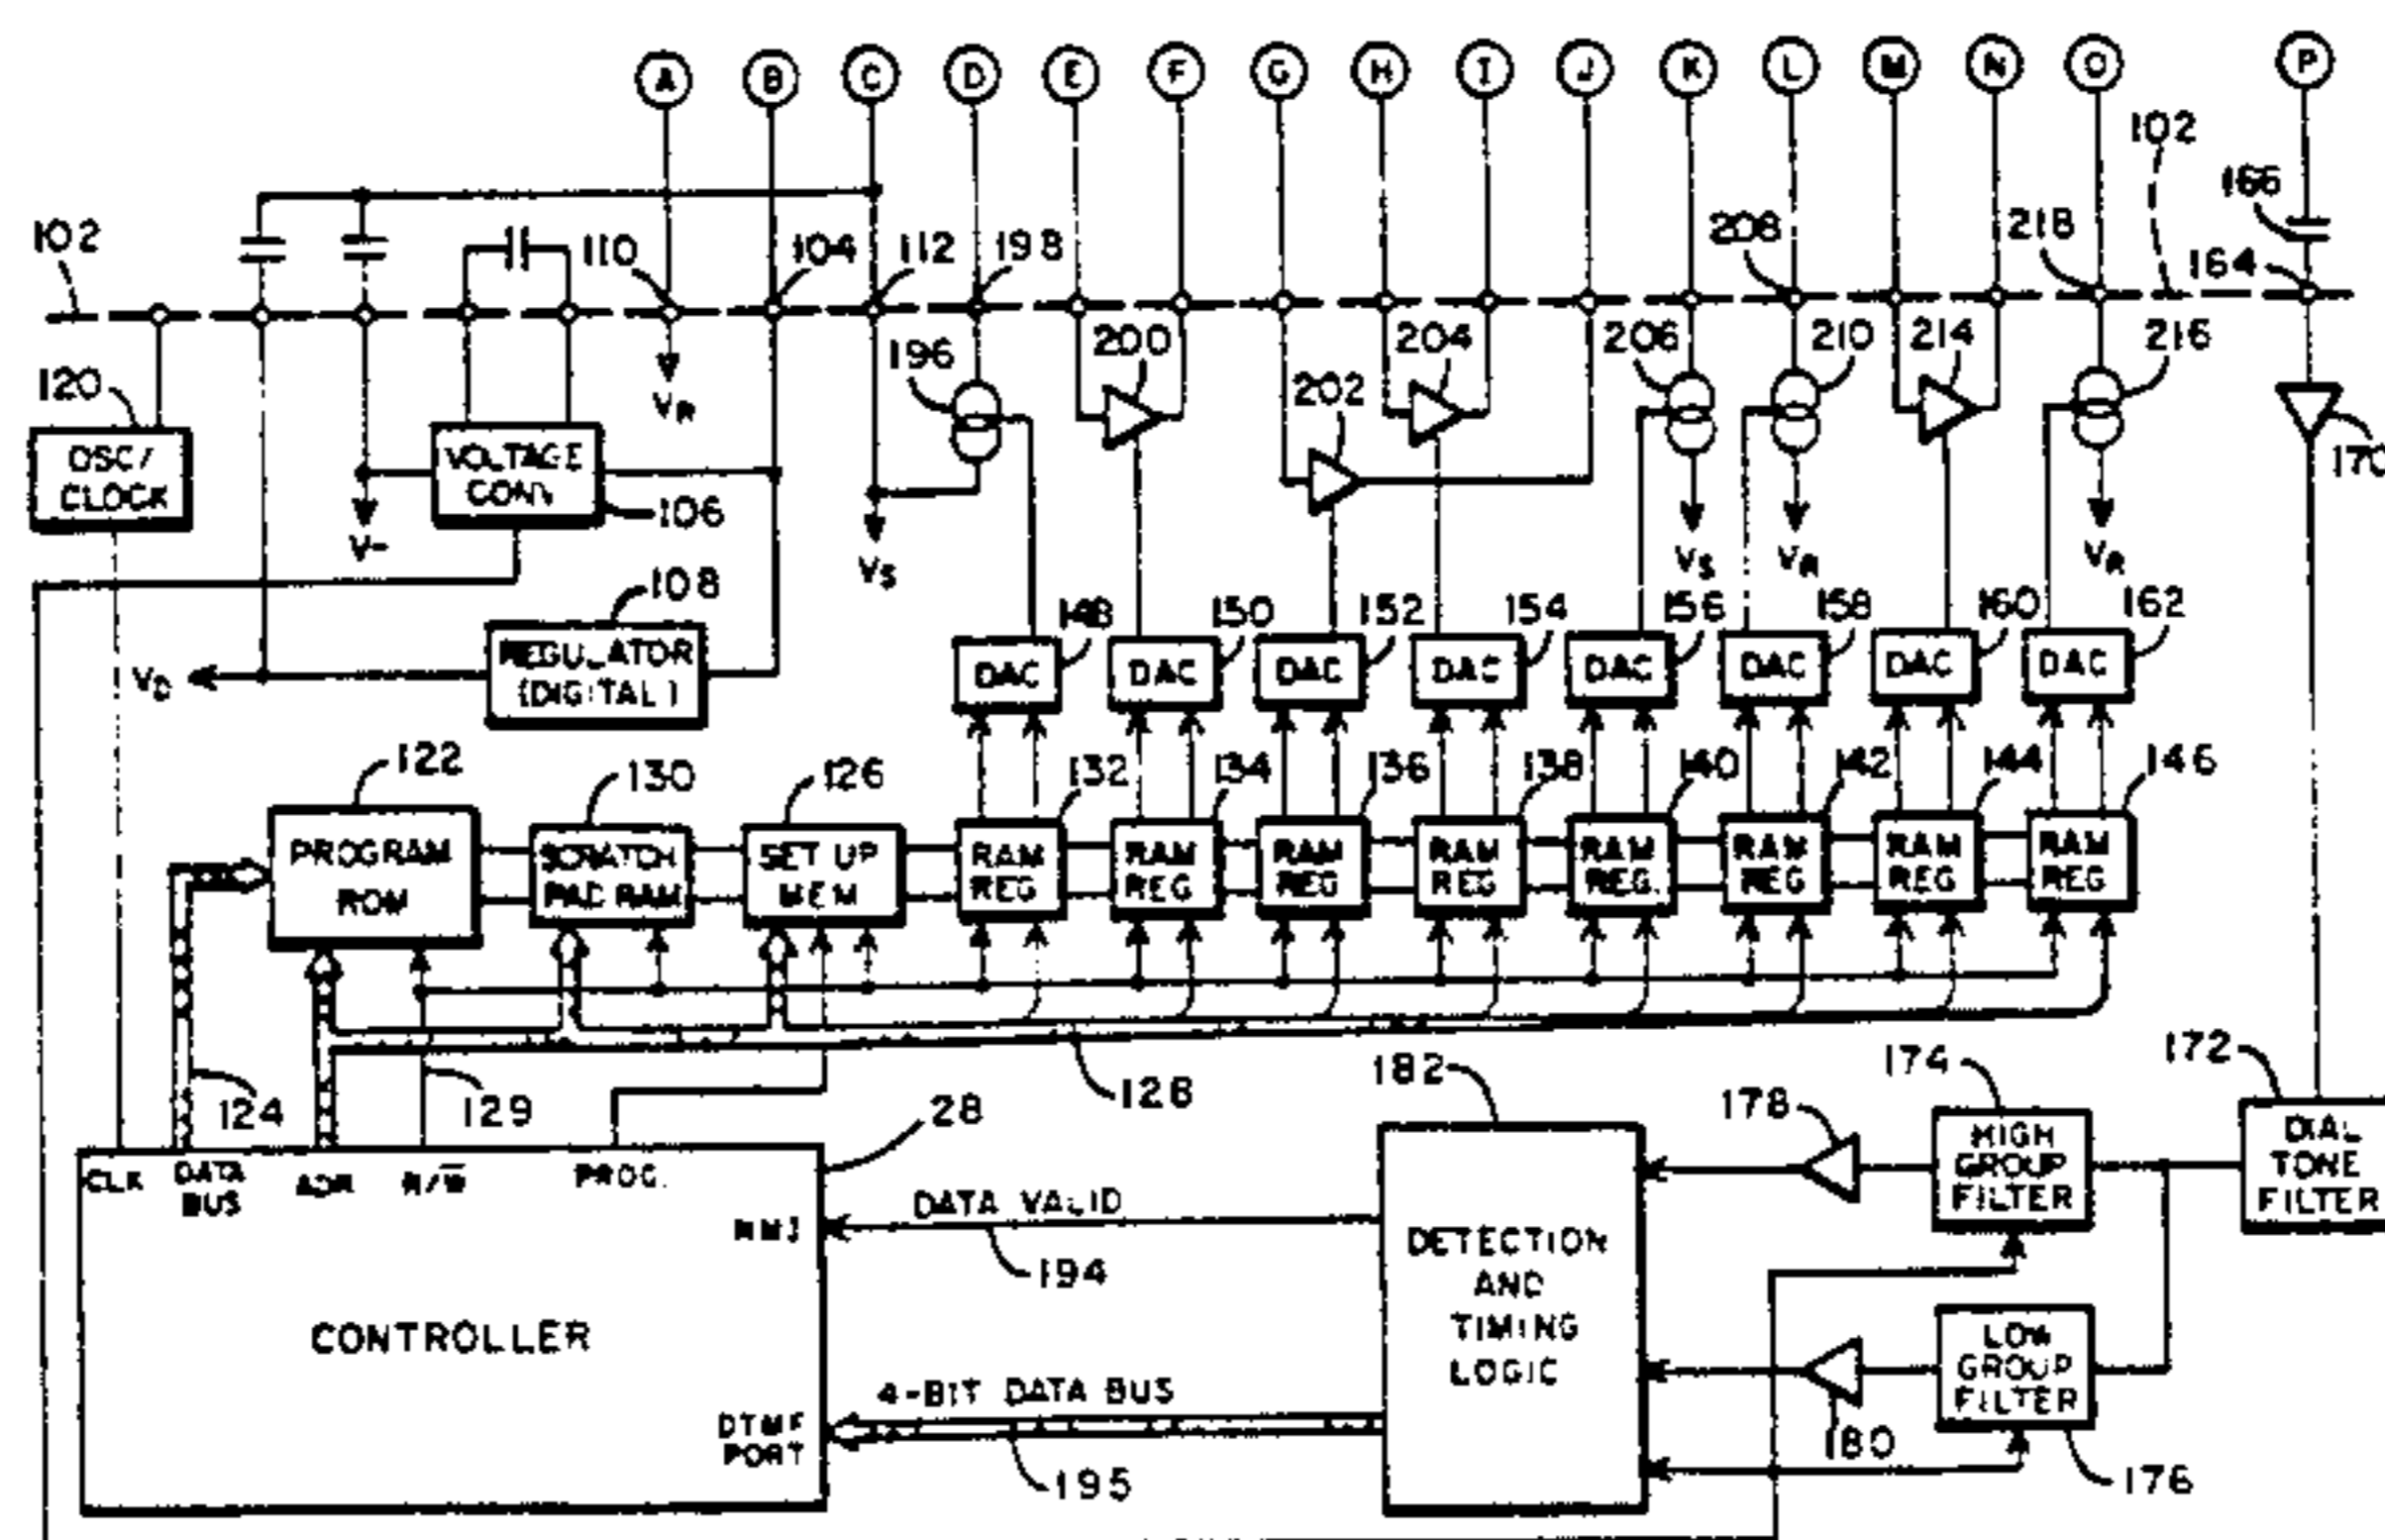 A B C D E F G H I J K L M N O P
102
166
102
110
104
112
198
208
218
164
120
196
200
202
204
206
210
214
216
170
OSC/
CLOCK
VOLTAGE
CONV
106
VR
V-
VS
VS
VR
VR
108
REGULATOR
(DIGITAL)
VD
148
150
152
154
156
158
160
162
DAC DAC DAC DAC DAC DAC DAC DAC
122
130
126
132
134
136
138
140
142
144
146
PROGRAM
ROM
SCRATCH
PAD RAM
SET UP
MEM
RAM RAM RAM RAM RAM RAM RAM RAM
REG REG REG REG REG. REG REG REG
124
129
128
28
182
178
174
172
CLK
DATA
BUS
ADR
R/W̅
PROG.
NMI
DATA VALID
194
CONTROLLER
DETECTION
AND
TIMING
LOGIC
HIGH
GROUP
FILTER
DIAL
TONE
FILTER
LOW
GROUP
FILTER
4-BIT DATA BUS
DTMF
PORT
195
180
176